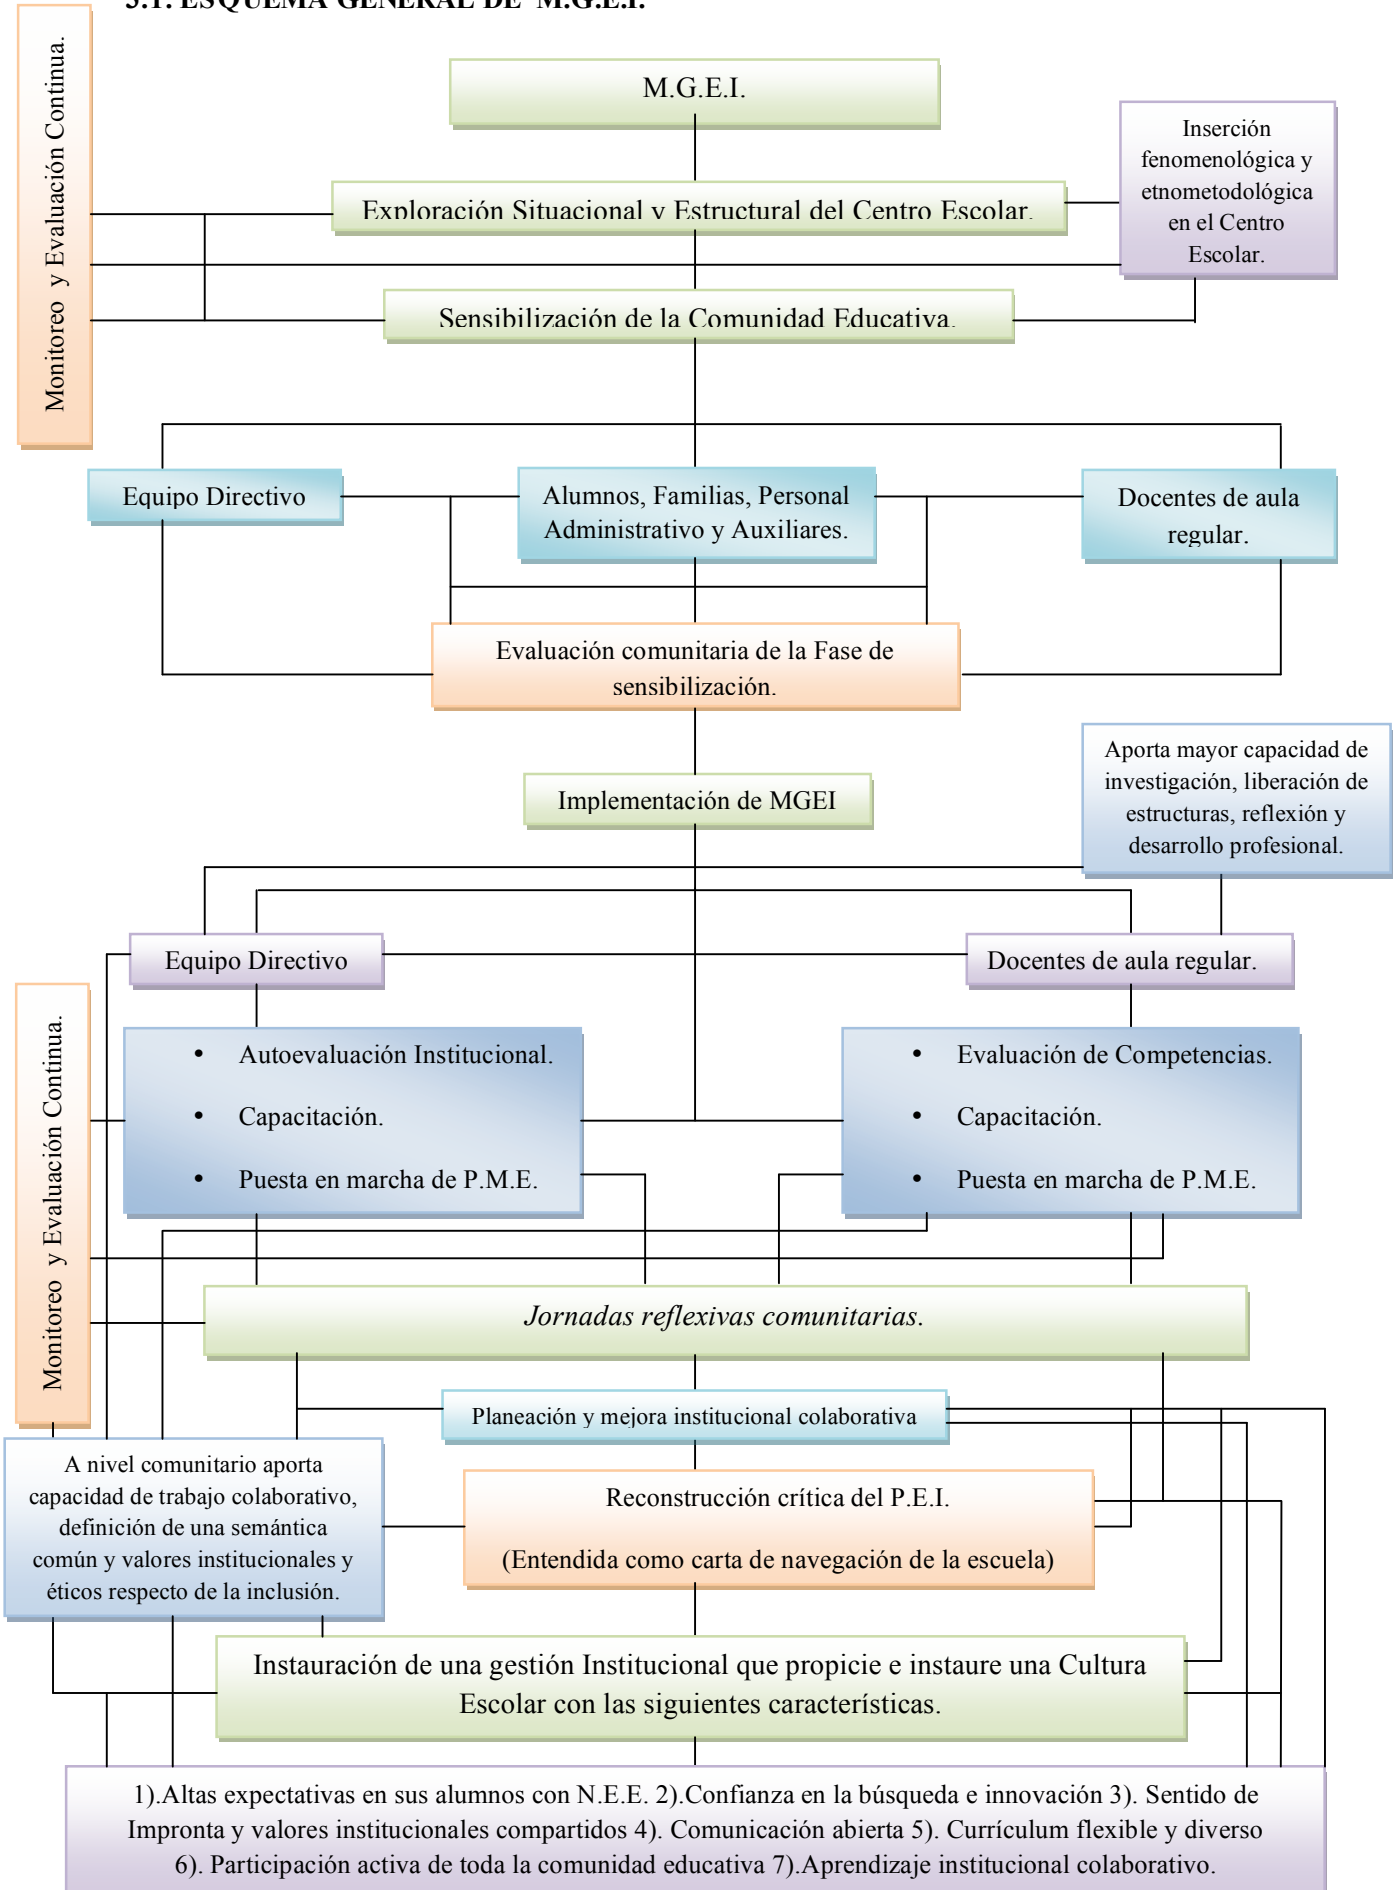 3.1. ESQUEMA GENERAL DE M.G.E.I.
Monitoreo y Evaluación Continua.
M.G.E.I.
Inserción
fenomenológica y
etnometodológica
en el Centro
Escolar.
Exploración Situacional y Estructural del Centro Escolar.
Sensibilización de la Comunidad Educativa.
Equipo Directivo
Alumnos, Familias, Personal
Administrativo y Auxiliares.
Docentes de aula
regular.
Evaluación comunitaria de la Fase de
sensibilización.
Aporta mayor capacidad de
investigación, liberación de
estructuras, reflexión y
desarrollo profesional.
Implementación de MGEI
Equipo Directivo
Docentes de aula regular.
Monitoreo y Evaluación Continua.
• Autoevaluación Institucional.
• Capacitación.
• Puesta en marcha de P.M.E.
• Evaluación de Competencias.
• Capacitación.
• Puesta en marcha de P.M.E.
Jornadas reflexivas comunitarias.
Planeación y mejora institucional colaborativa
A nivel comunitario aporta
capacidad de trabajo colaborativo,
definición de una semántica
común y valores institucionales y
éticos respecto de la inclusión.
Reconstrucción crítica del P.E.I.
(Entendida como carta de navegación de la escuela)
Instauración de una gestión Institucional que propicie e instaure una Cultura
Escolar con las siguientes características.
1).Altas expectativas en sus alumnos con N.E.E. 2).Confianza en la búsqueda e innovación 3). Sentido de
Impronta y valores institucionales compartidos 4). Comunicación abierta 5). Currículum flexible y diverso
6). Participación activa de toda la comunidad educativa 7).Aprendizaje institucional colaborativo.